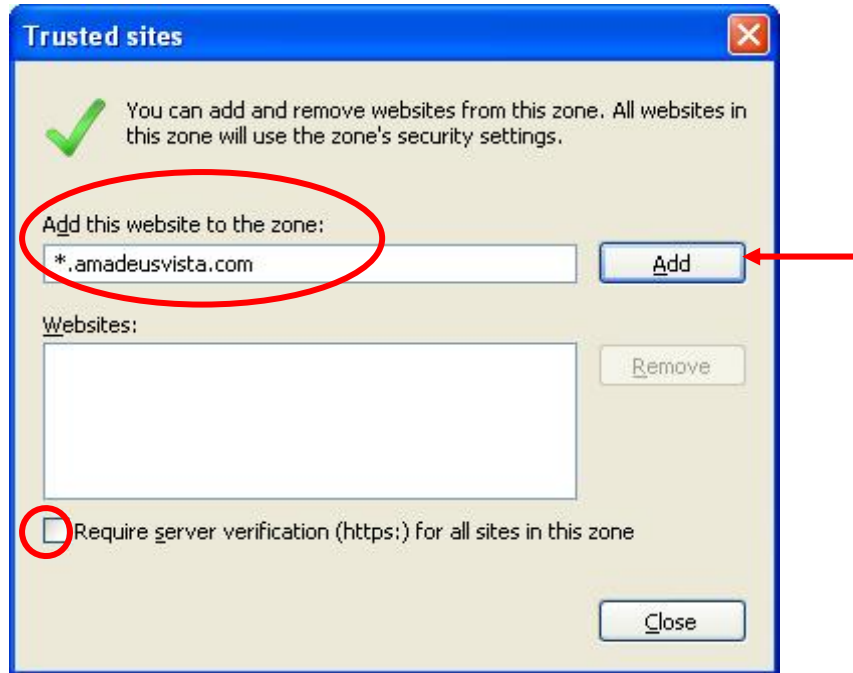 Trusted sites
You can add and remove websites from this zone. All websites in
this zone will use the zone's security settings.
Add this website to the zone:
*.amadeusvista.com
Add
Websites:
Remove
Require server verification (https:) for all sites in this zone
Close